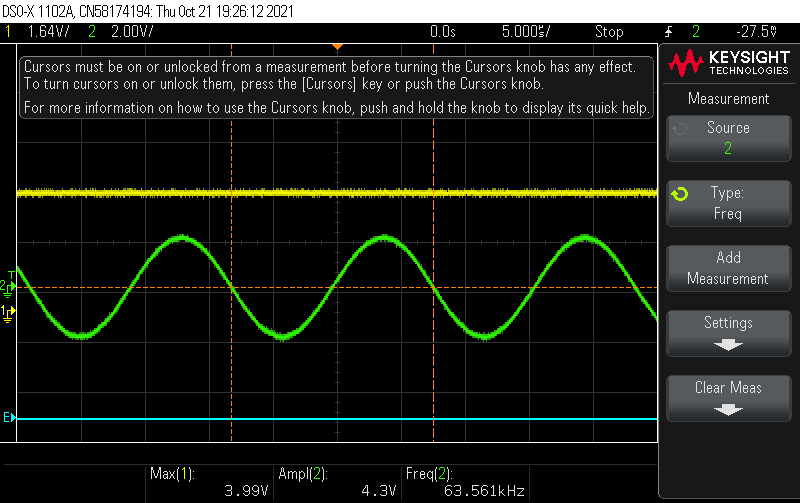 DSO-X 1102A, CN58174194: Thu Oct 21 19:26:12 2021
1 1.64V/ 2 2.00V/ 0.0s 5.000µs/ Stop 2 -27.5mV
Cursors must be on or unlocked from a measurement before turning the Cursors knob has any effect.
To turn cursors on or unlock them, press the [Cursors] key or push the Cursors knob.
For more information on how to use the Cursors knob, push and hold the knob to display its quick help.
KEYSIGHT
TECHNOLOGIES
Measurement
Source
2
Type:
Freq
Add
Measurement
Settings
Clear Meas
T
2
1
E
Max(1): Ampl(2): Freq(2):
3.99V 4.3V 63.561kHz